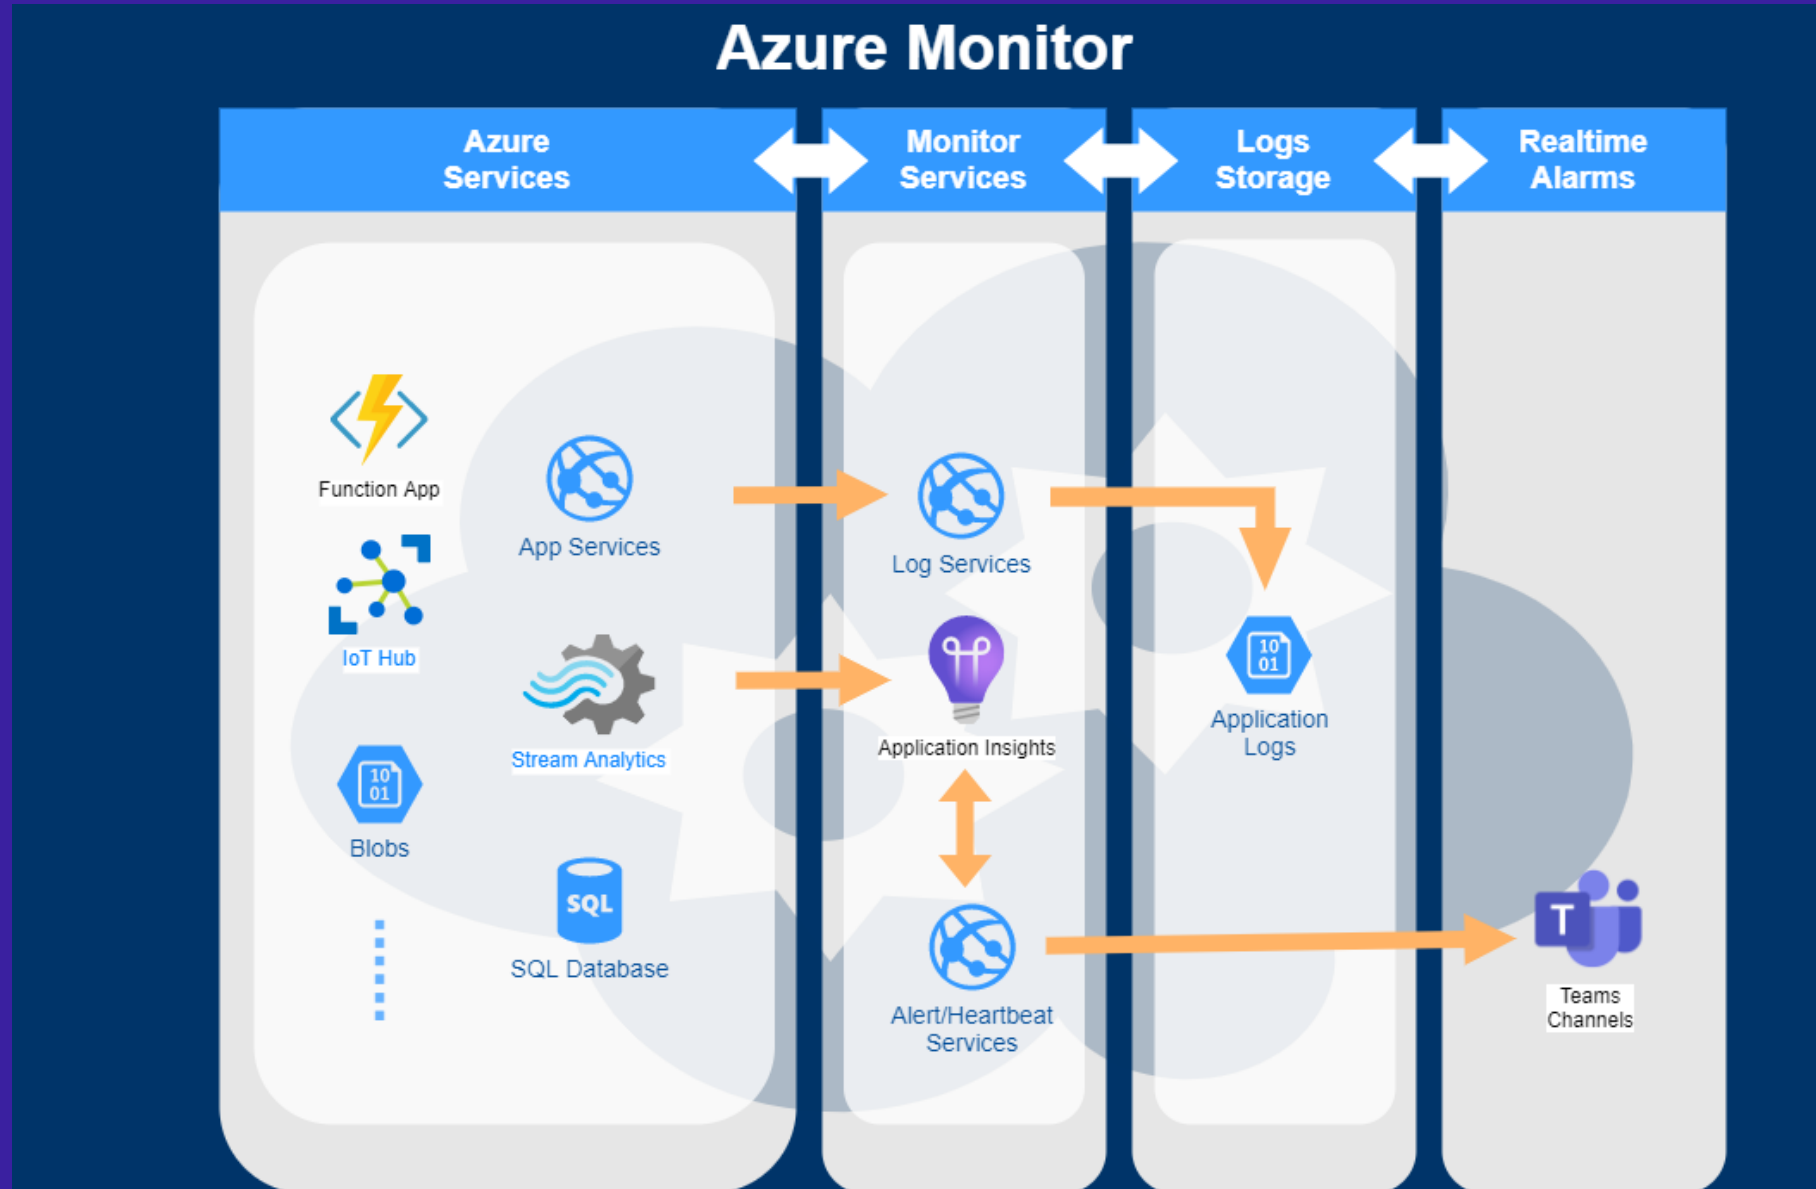 Azure Monitor
Azure
Services
Monitor
Services
Logs
Storage
Realtime
Alarms
Function App
App Services
IoT Hub
Stream Analytics
10
01
Blobs
SQL
SQL Database
Log Services
Application Insights
Alert/Heartbeat
Services
10
01
Application
Logs
T
Teams
Channels